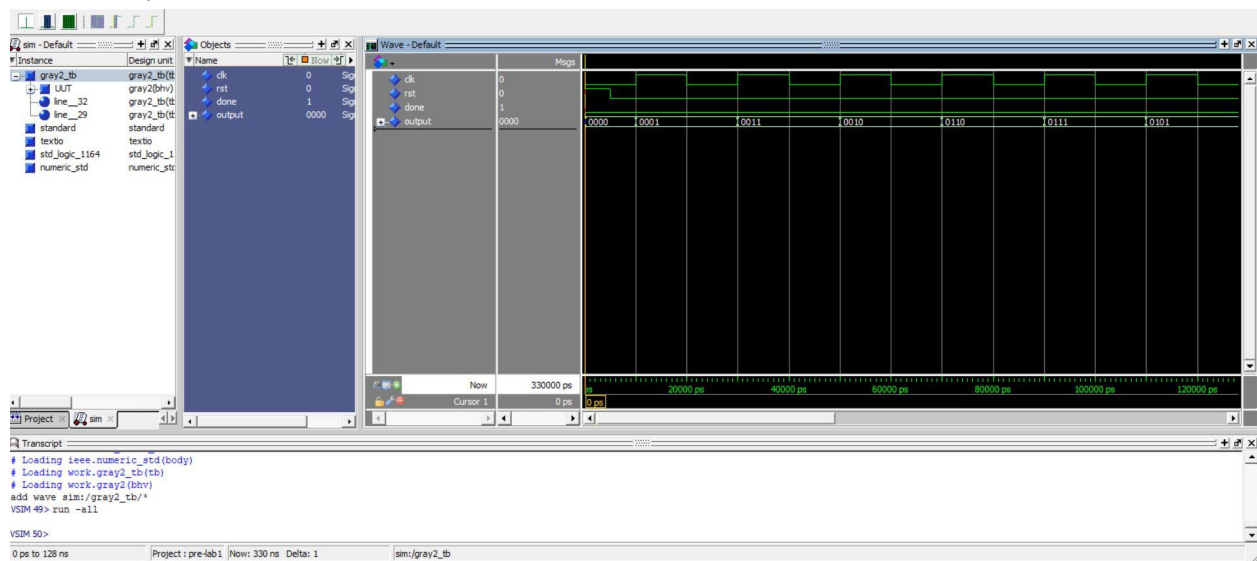 sim - Default
Instance Design unit
gray2_tb gray2_tb(tb
UUT gray2(bhv)
line__32 gray2_tb(tb
line__29 gray2_tb(tb
standard standard
textio textio
std_logic_1164 std_logic_1
numeric_std numeric_std
Project sim
Objects
Name Now
clk 0 Sig
rst 0 Sig
done 1 Sig
output 0000 Sig
Wave - Default
Msgs
clk 0
rst 0
done 1
output 0000 0000 0001 0011 0010 0110 0111 0101
Now 330000 ps ps 20000 ps 40000 ps 60000 ps 80000 ps 100000 ps 120000 ps
Cursor 1 0 ps 0 ps
Transcript
# Loading ieee.numeric_std(body)
# Loading work.gray2_tb(tb)
# Loading work.gray2(bhv)
add wave sim:/gray2_tb/*
VSIM 49> run -all
VSIM 50>
0 ps to 128 ns Project : pre-lab1 Now: 330 ns Delta: 1 sim:/gray2_tb